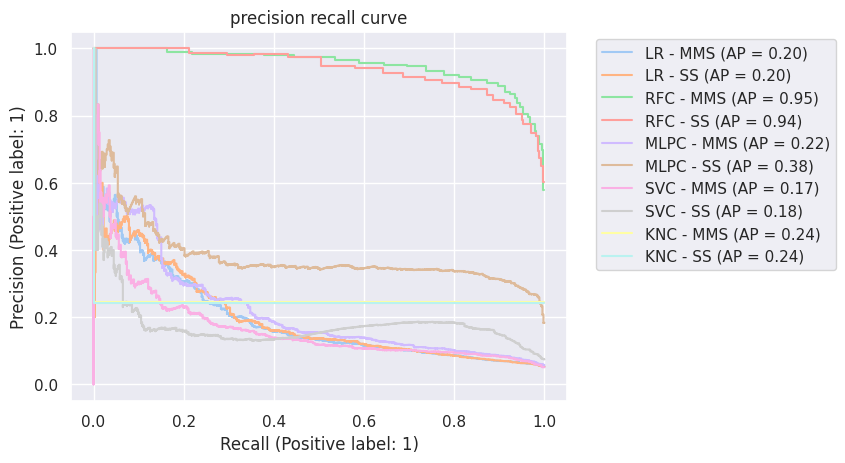 precision recall curve
1.0
0.8
0.6
0.4
0.2
0.0
Precision (Positive label: 1)
0.0 0.2 0.4 0.6 0.8 1.0
Recall (Positive label: 1)
LR - MMS (AP = 0.20)
LR - SS (AP = 0.20)
RFC - MMS (AP = 0.95)
RFC - SS (AP = 0.94)
MLPC - MMS (AP = 0.22)
MLPC - SS (AP = 0.38)
SVC - MMS (AP = 0.17)
SVC - SS (AP = 0.18)
KNC - MMS (AP = 0.24)
KNC - SS (AP = 0.24)